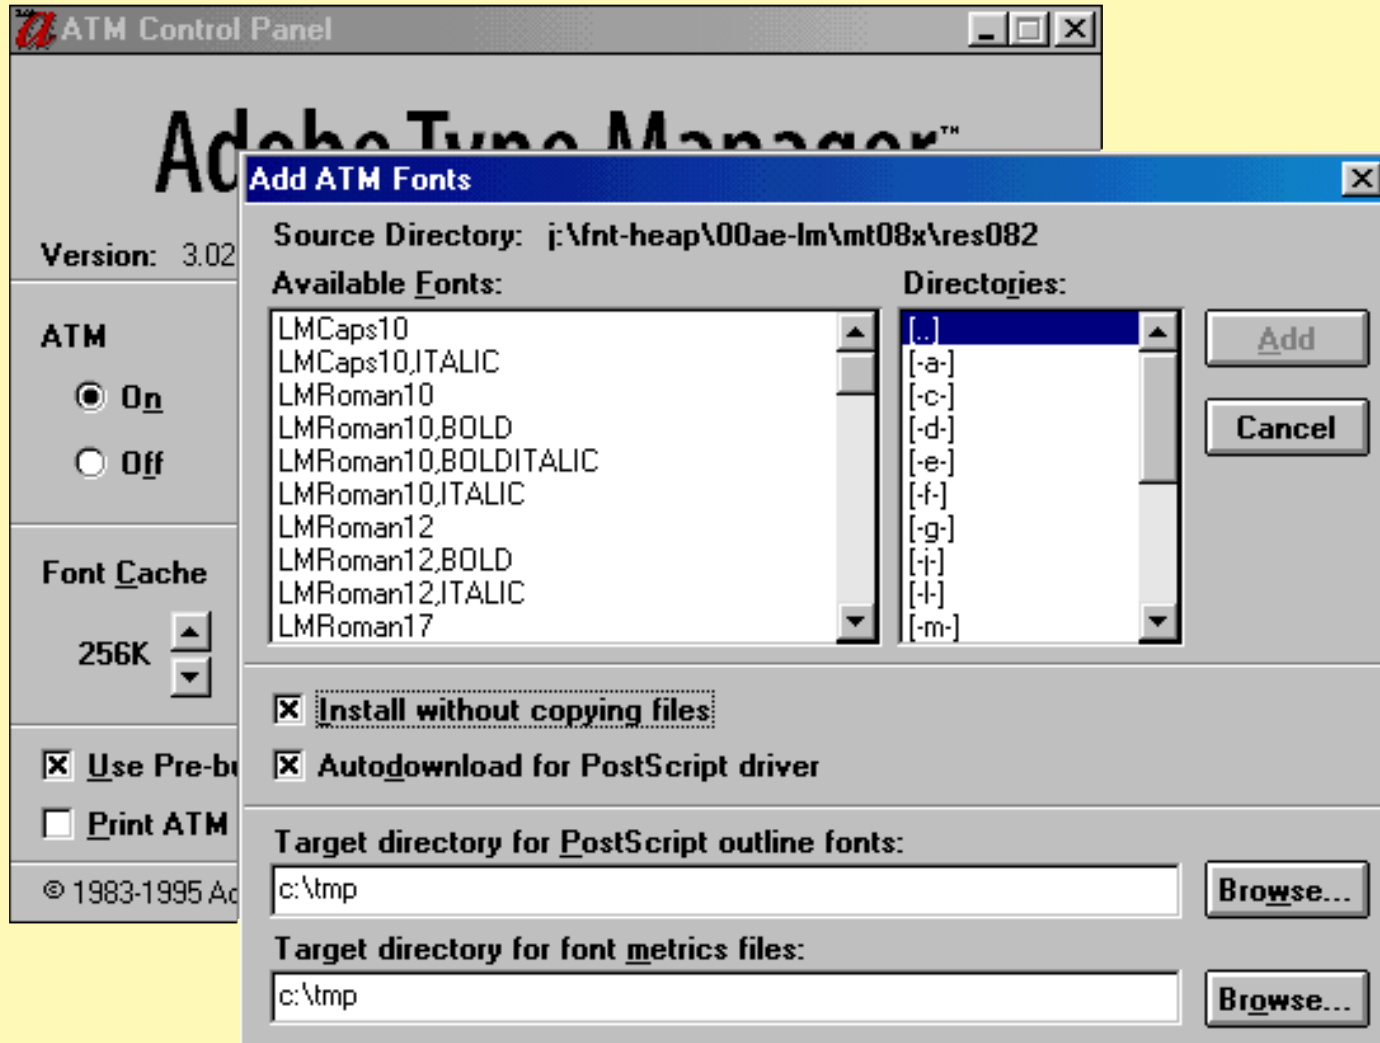 ATM Control Panel
Adobe Type Manager™
Add ATM Fonts
Version: 3.02
Source Directory: j:\fnt-heap\00ae-lm\mt08x\res082
Available Fonts:
Directories:
LMCaps10
LMCaps10,ITALIC
LMRoman10
LMRoman10,BOLD
LMRoman10,BOLDITALIC
LMRoman10,ITALIC
LMRoman12
LMRoman12,BOLD
LMRoman12,ITALIC
LMRoman17
[..]
[-a-]
[-c-]
[-d-]
[-e-]
[-f-]
[-g-]
[-j-]
[-l-]
[-m-]
Add
Cancel
ATM
On
Off
Font Cache
256K
Install without copying files
Autodownload for PostScript driver
Use Pre-bu
Print ATM
© 1983-1995 Ad
Target directory for PostScript outline fonts:
c:\tmp
Browse...
Target directory for font metrics files:
c:\tmp
Browse...